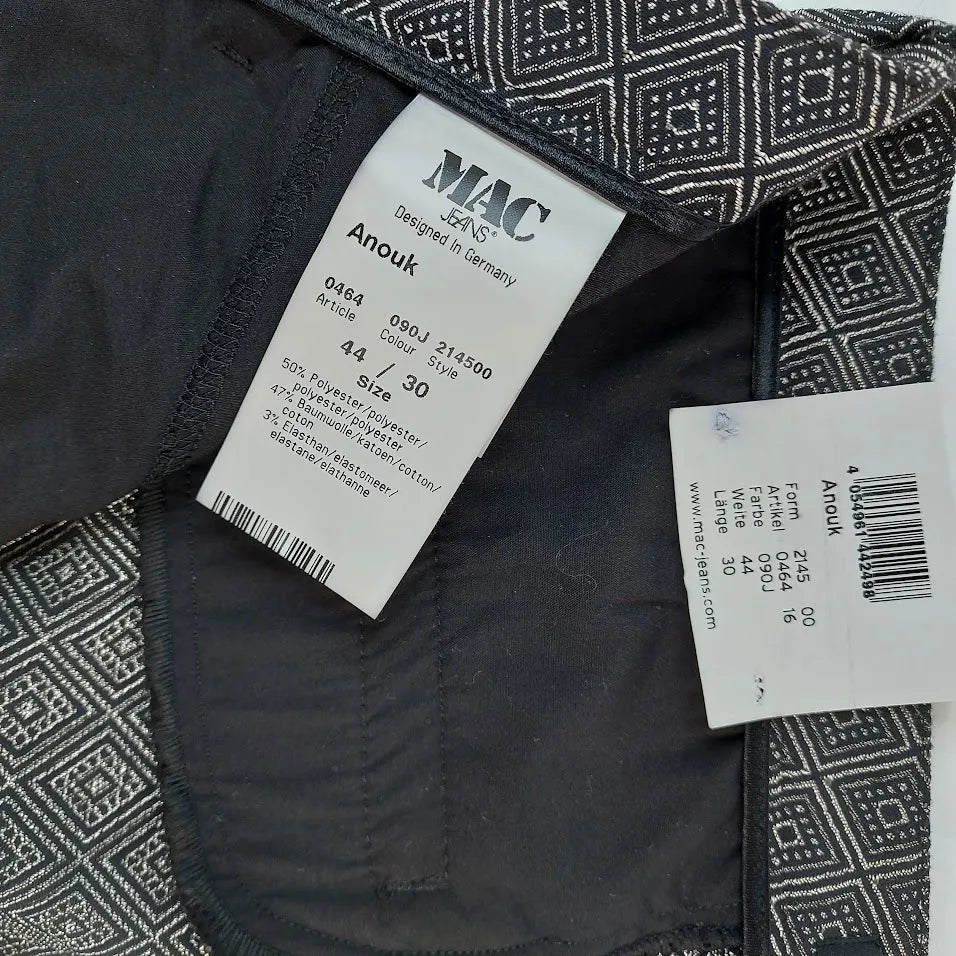 MAC
JEANS®
Designed In Germany
Anouk
0464 090J 214500
Article Colour Style
44 / 30
Size
50% Polyester/polyester/
polyester/polyester
47% Baumwolle/katoen/cotton/
coton
3% Elasthan/elastomeer/
elastane/elathanne
4 054961 442498
Anouk
Form 2145 00
Artikel 0464 16
Farbe 090J
Weite 44
Länge 30
www.mac-jeans.com